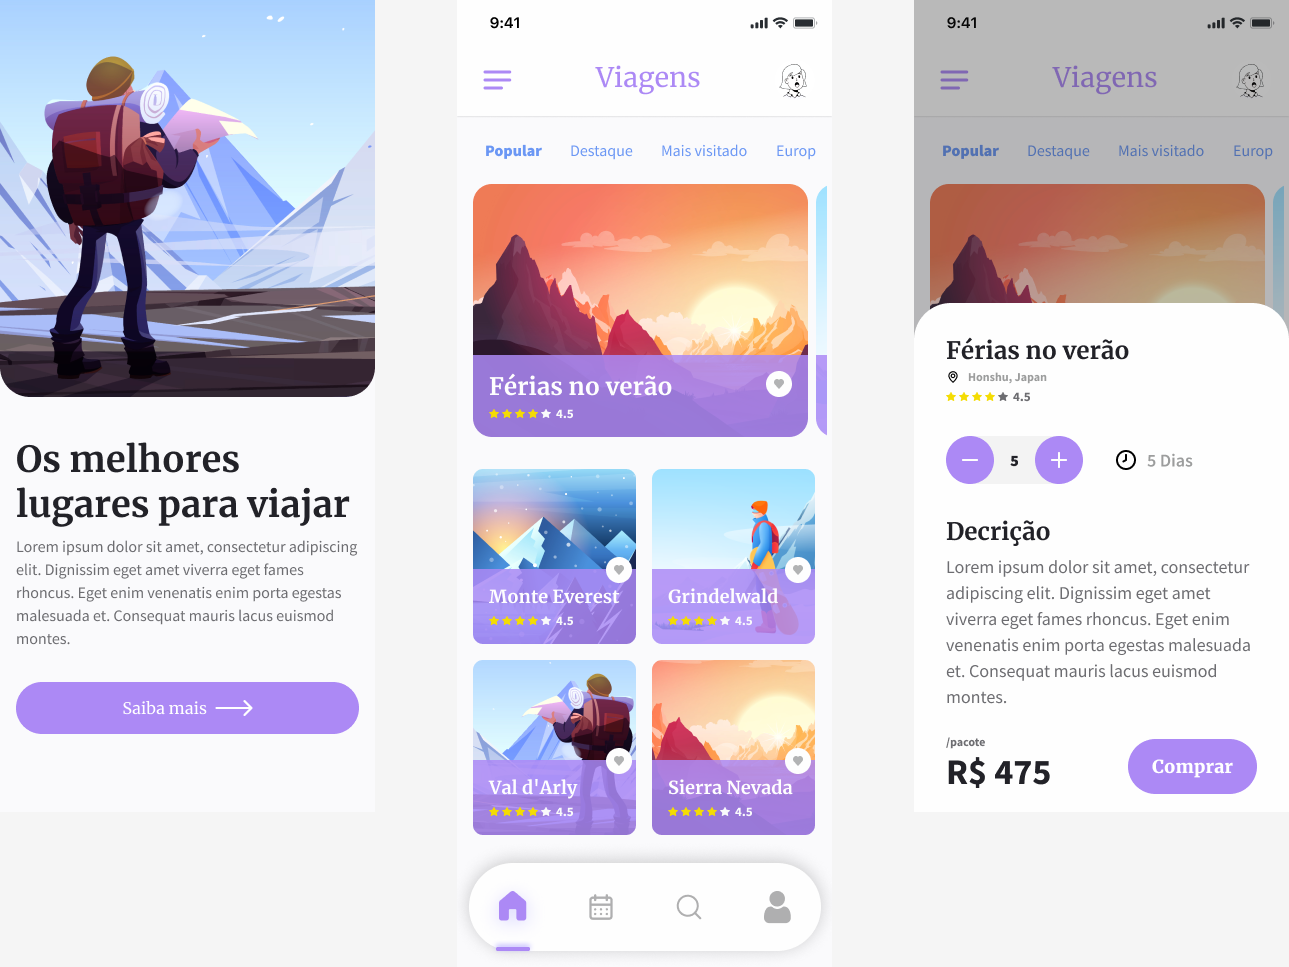 Os melhores
lugares para viajar
Lorem ipsum dolor sit amet, consectetur adipiscing
elit. Dignissim eget amet viverra eget fames
rhoncus. Eget enim venenatis enim porta egestas
malesuada et. Consequat mauris lacus euismod
montes.
Saiba mais
9:41
Viagens
Popular Destaque Mais visitado Europ
Férias no verão
4.5
Monte Everest
4.5
Grindelwald
4.5
Val d'Arly
4.5
Sierra Nevada
4.5
9:41
Viagens
Popular Destaque Mais visitado Europ
Férias no verão
Honshu, Japan
4.5
5
5 Dias
Decrição
Lorem ipsum dolor sit amet, consectetur
adipiscing elit. Dignissim eget amet
viverra eget fames rhoncus. Eget enim
venenatis enim porta egestas malesuada
et. Consequat mauris lacus euismod
montes.
/pacote
R$ 475
Comprar